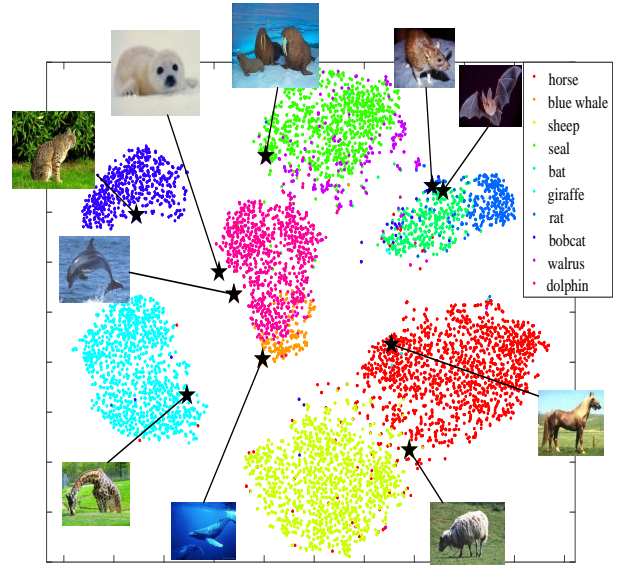 horse
blue whale
sheep
seal
bat
giraffe
rat
bobcat
walrus
dolphin